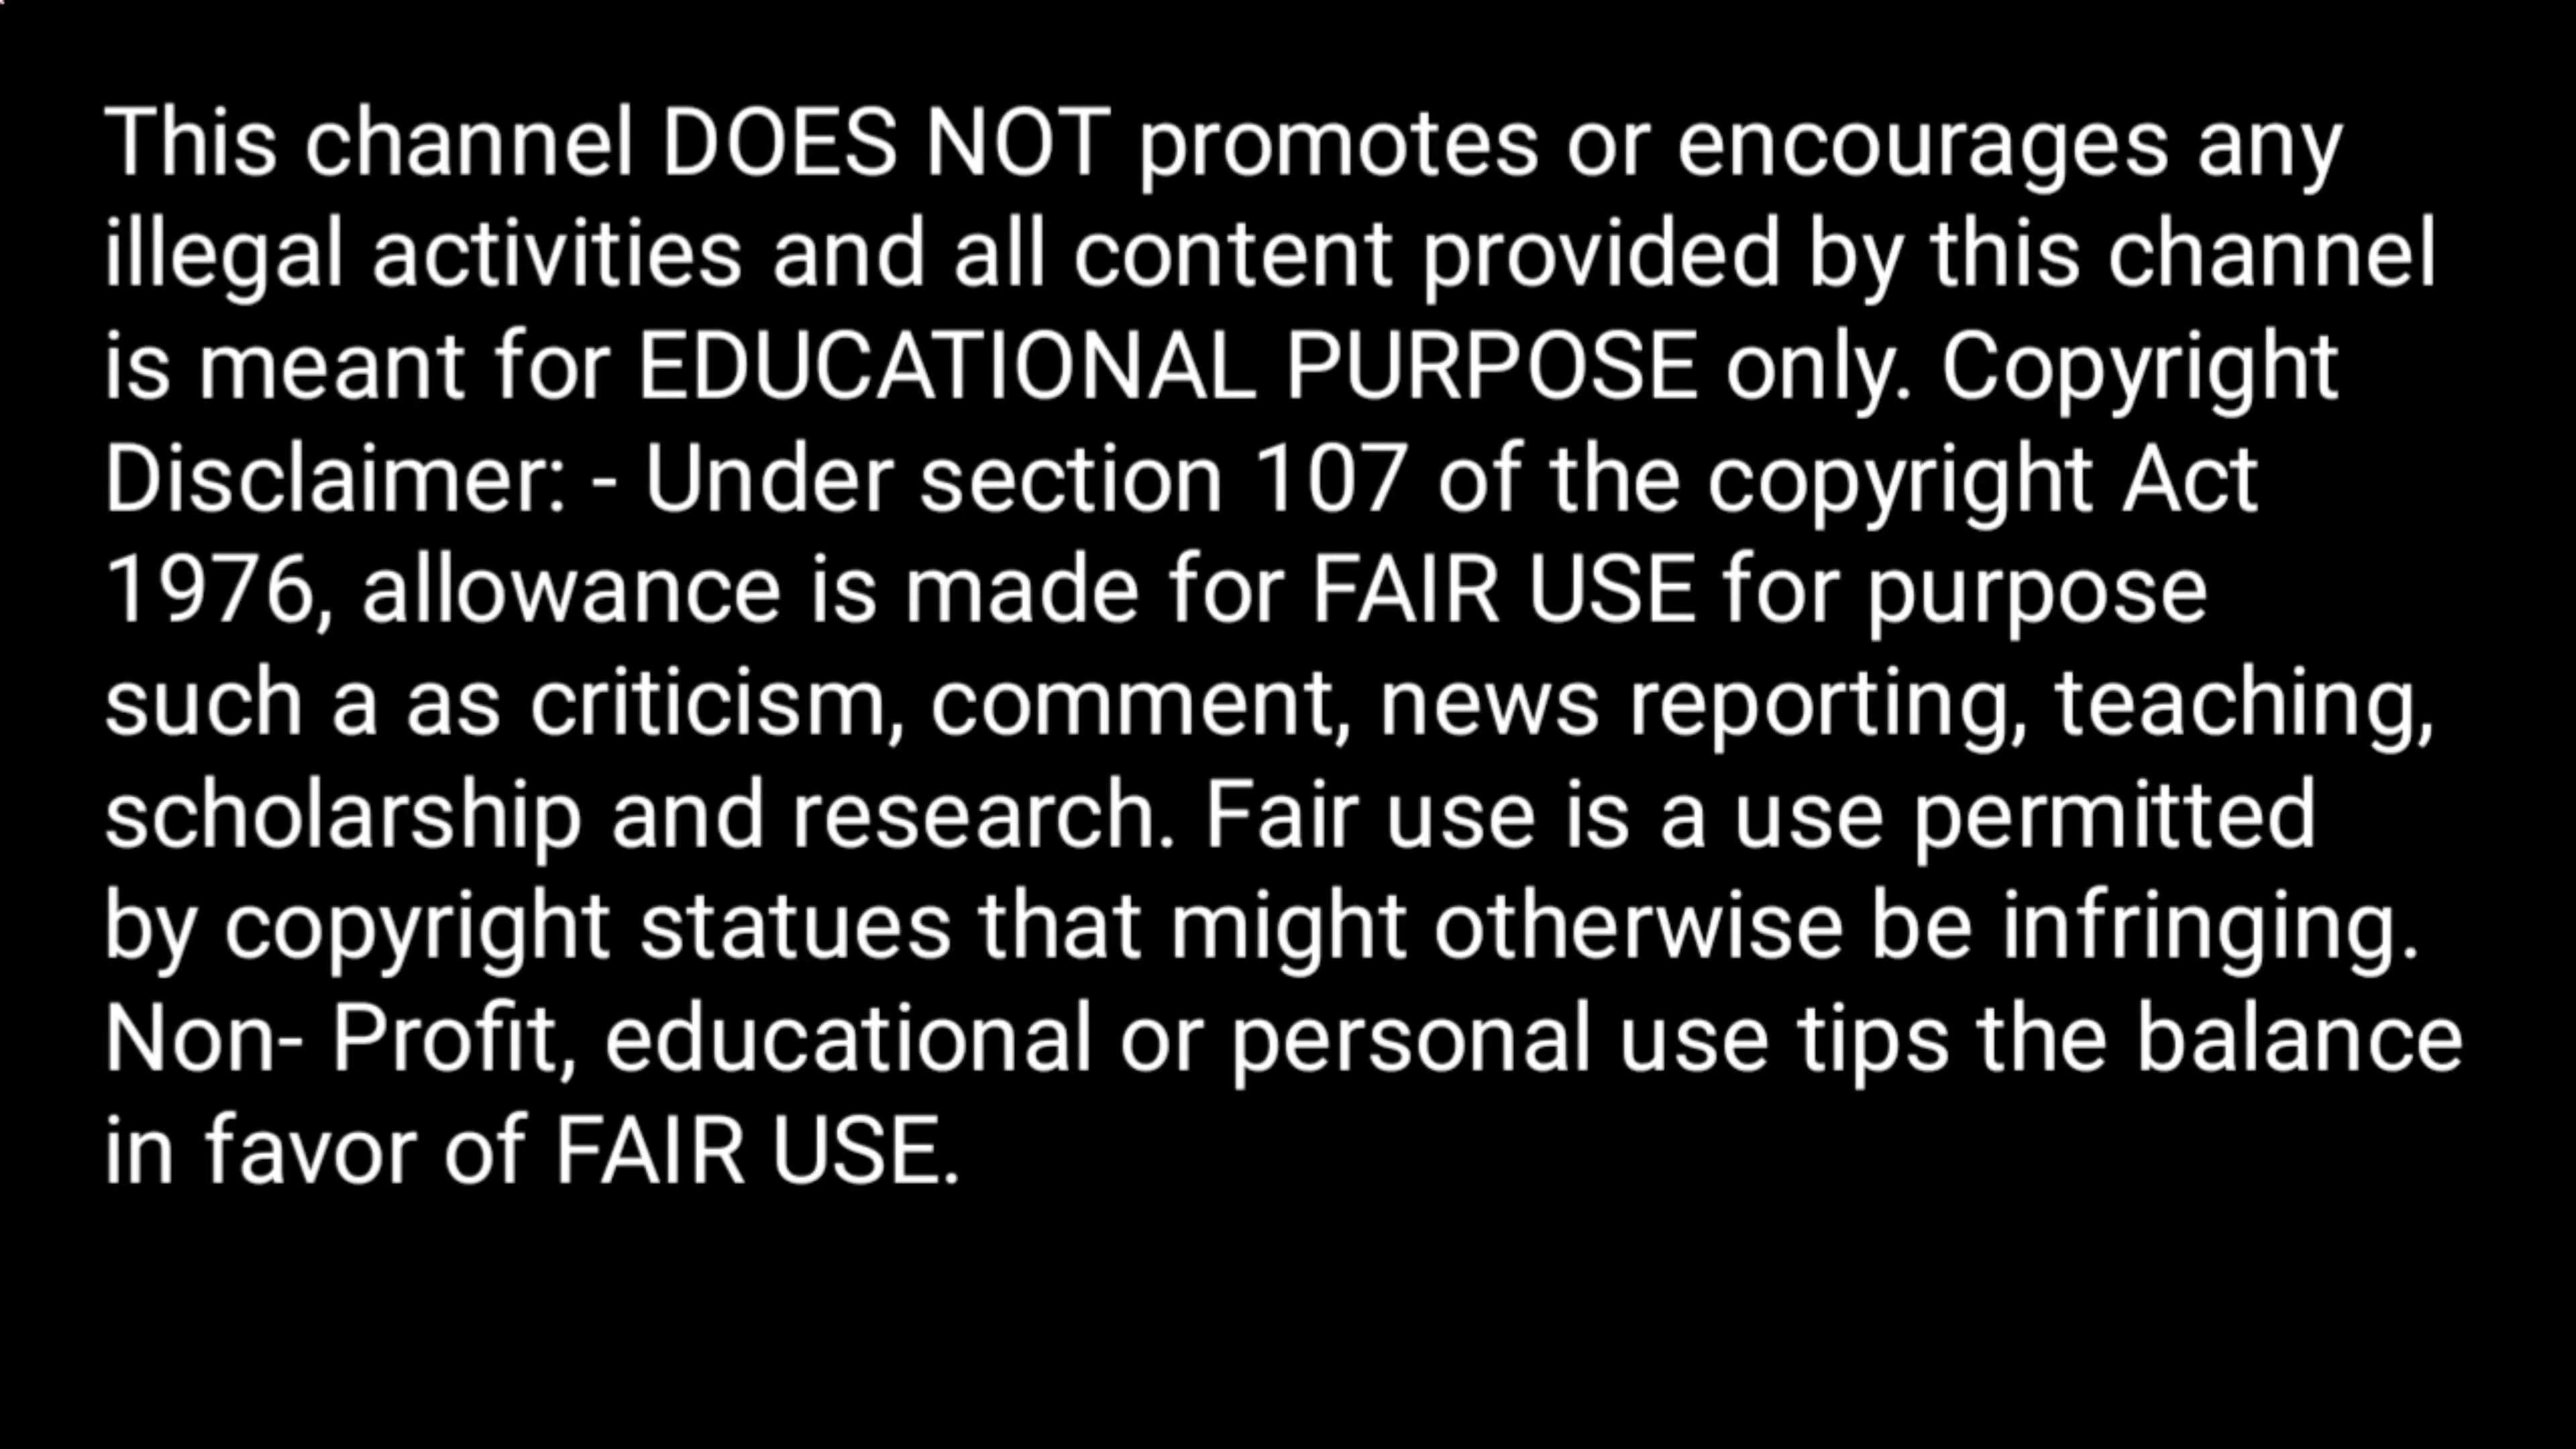 This channel DOES NOT promotes or encourages any
illegal activities and all content provided by this channel
is meant for EDUCATIONAL PURPOSE only. Copyright
Disclaimer: - Under section 107 of the copyright Act
1976, allowance is made for FAIR USE for purpose
such a as criticism, comment, news reporting, teaching,
scholarship and research. Fair use is a use permitted
by copyright statues that might otherwise be infringing.
Non- Profit, educational or personal use tips the balance
in favor of FAIR USE.